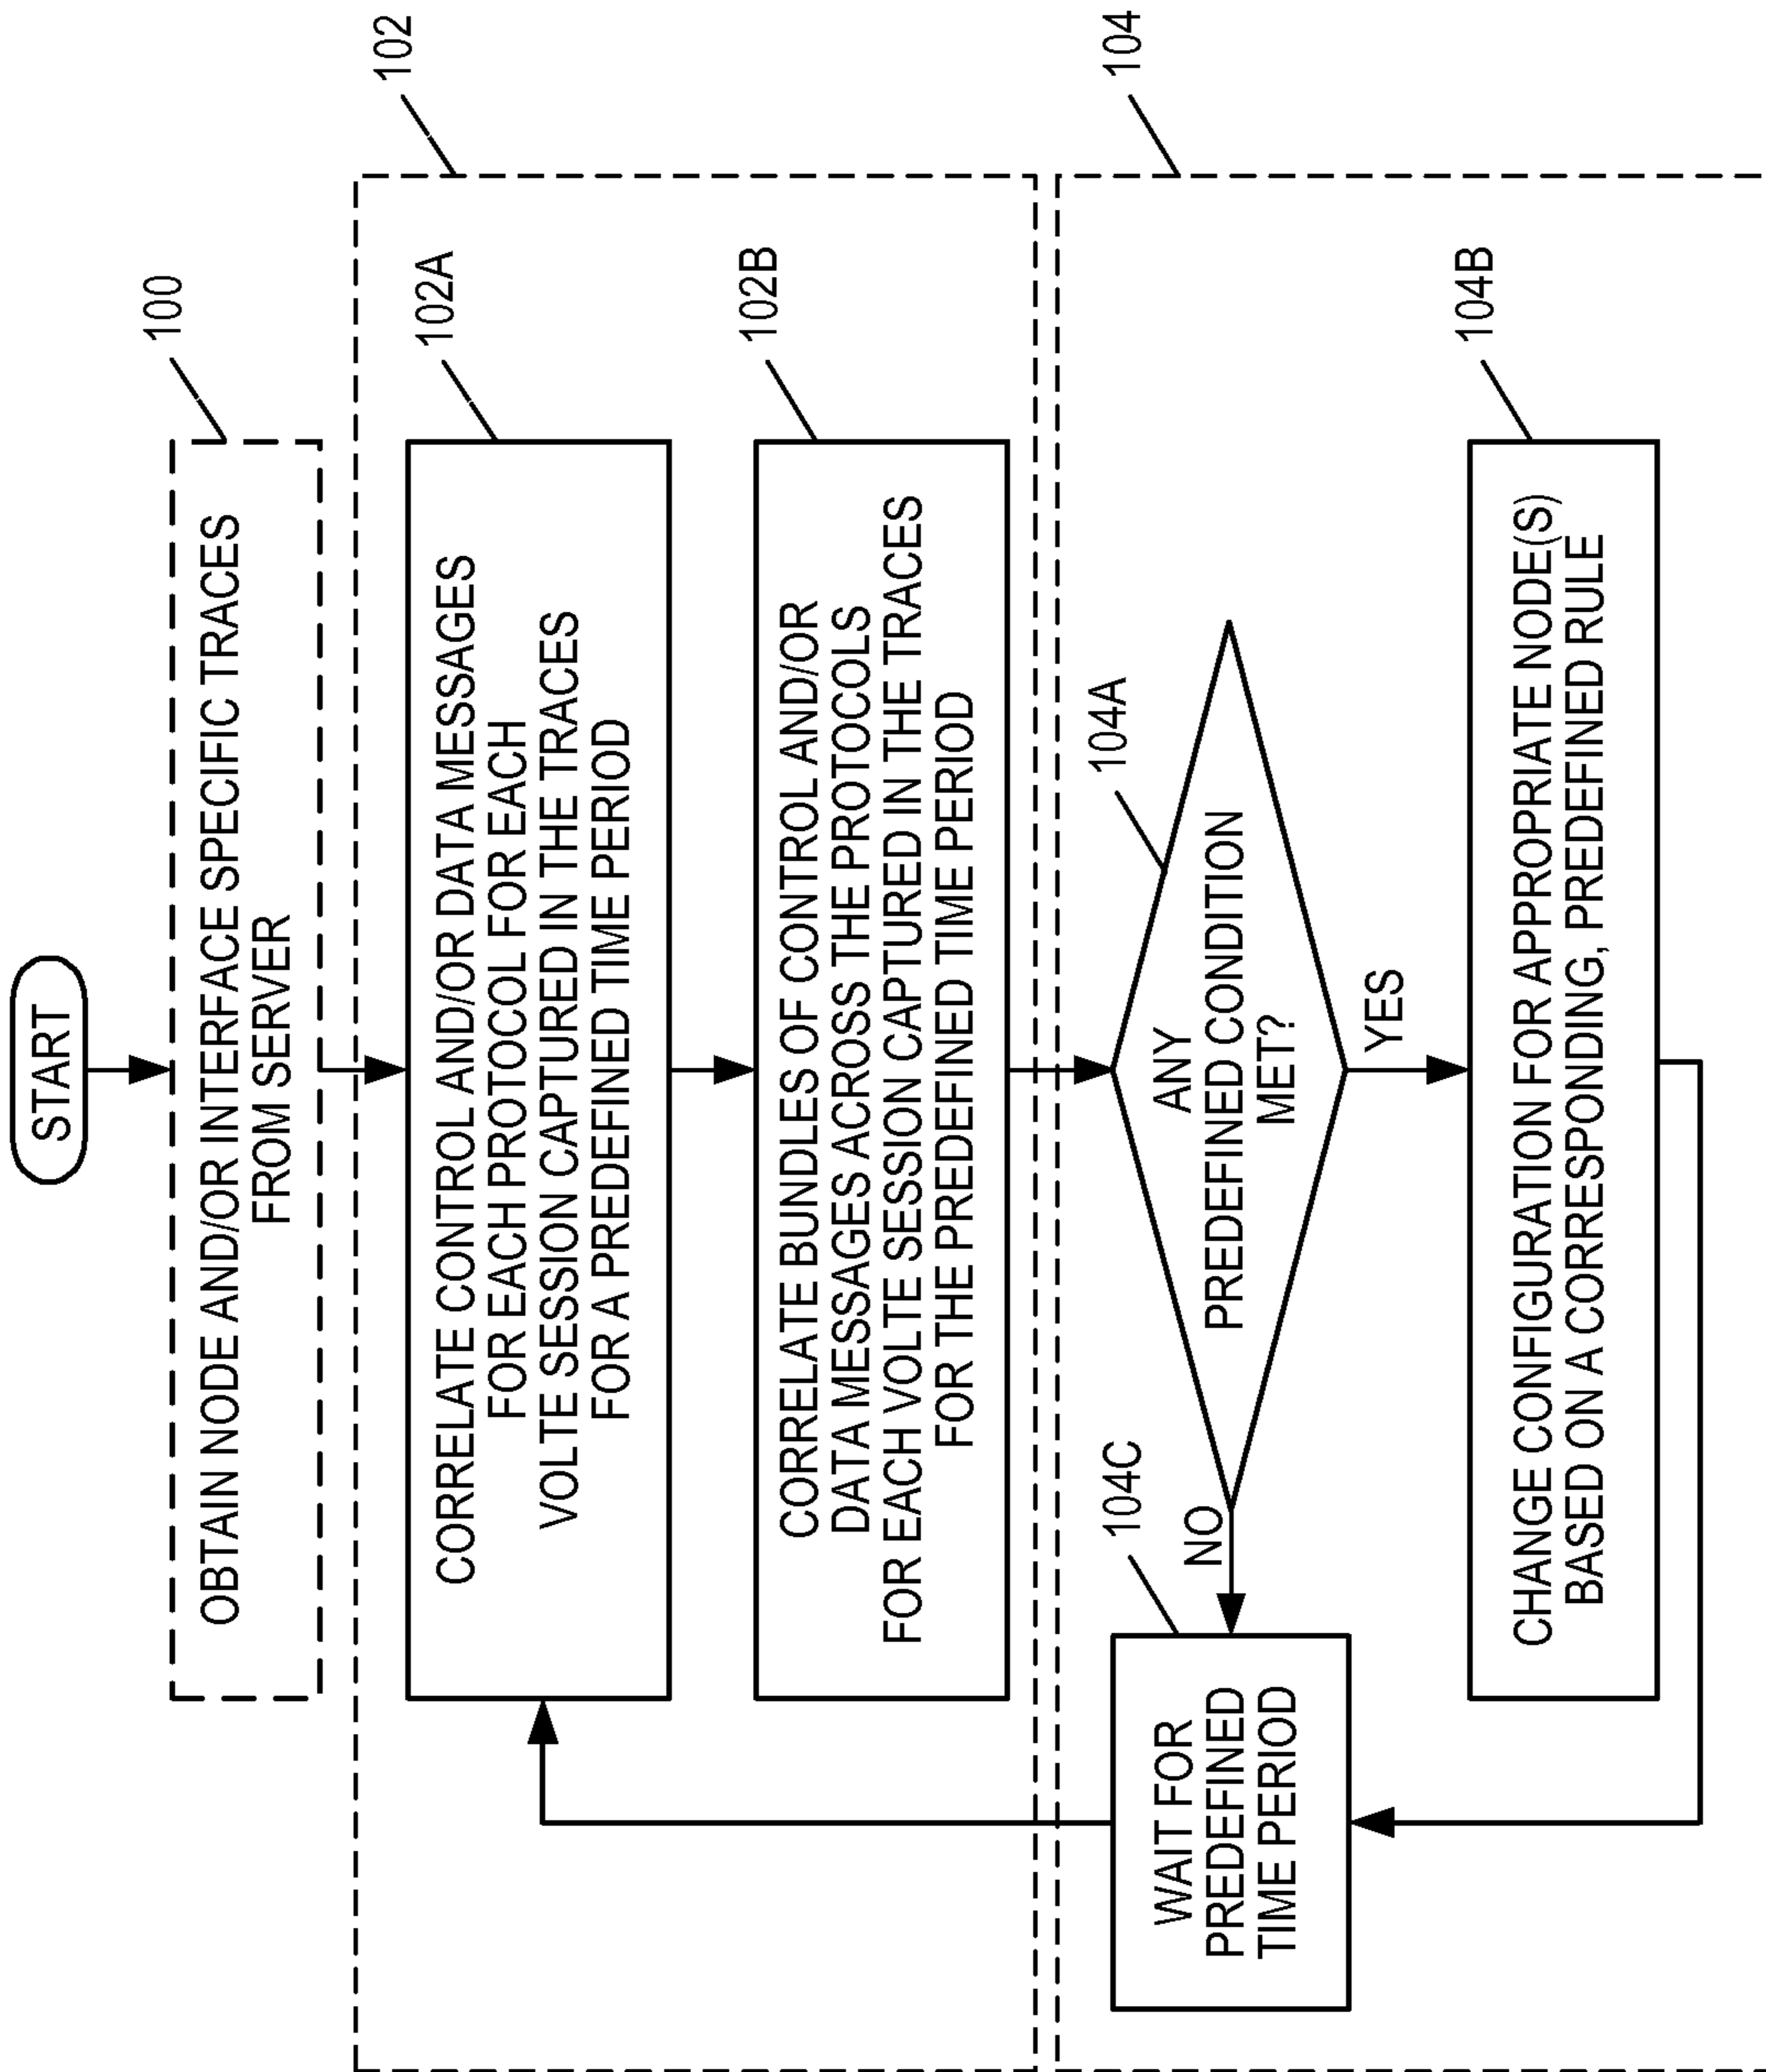 START
100
OBTAIN NODE AND/OR INTERFACE SPECIFIC TRACES
FROM SERVER
102
102A
CORRELATE CONTROL AND/OR DATA MESSAGES
FOR EACH PROTOCOL FOR EACH
VOLTE SESSION CAPTURED IN THE TRACES
FOR A PREDEFINED TIME PERIOD
102B
CORRELATE BUNDLES OF CONTROL AND/OR
DATA MESSAGES ACROSS THE PROTOCOLS
FOR EACH VOLTE SESSION CAPTURED IN THE TRACES
FOR THE PREDEFINED TIME PERIOD
104
104A
ANY
PREDEFINED CONDITION
MET?
NO
104C
WAIT FOR
PREDEFINED
TIME PERIOD
YES
104B
CHANGE CONFIGURATION FOR APPROPRIATE NODE(S)
BASED ON A CORRESPONDING, PREDEFINED RULE